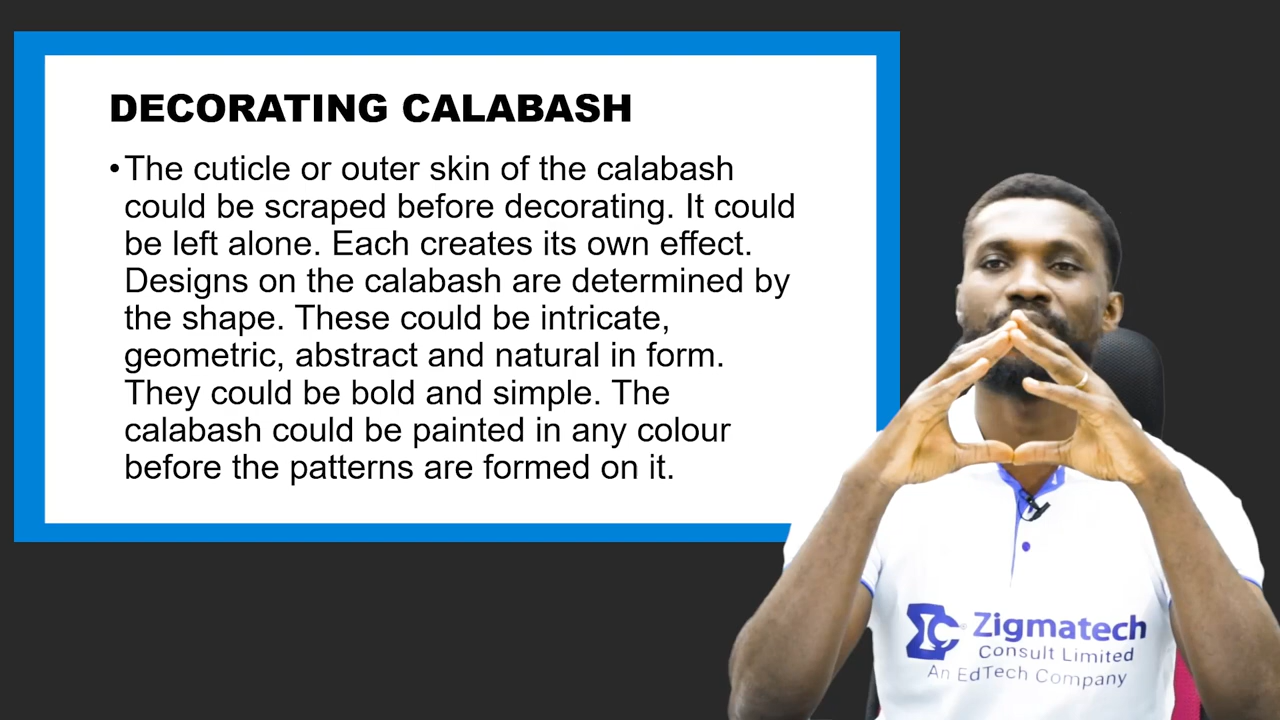 DECORATING CALABASH
•The cuticle or outer skin of the calabash
could be scraped before decorating. It could
be left alone. Each creates its own effect.
Designs on the calabash are determined by
the shape. These could be intricate,
geometric, abstract and natural in form.
They could be bold and simple. The
calabash could be painted in any colour
before the patterns are formed on it.
Zigmatech
Consult Limited
An EdTech Company